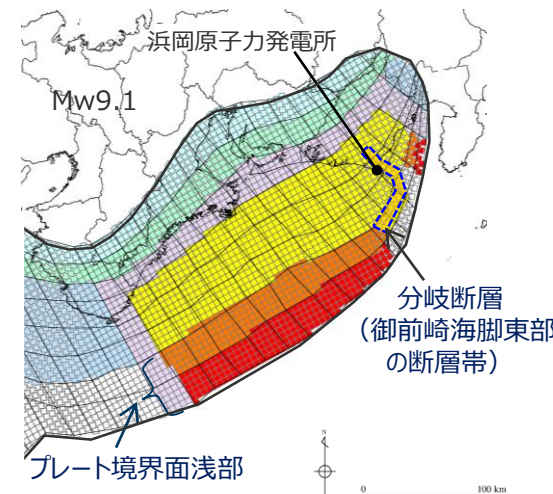 浜岡原子力発電所
Mw9.1
分岐断層
（御前崎海脚東部
の断層帯）
プレート境界面浅部
N
0 100 km